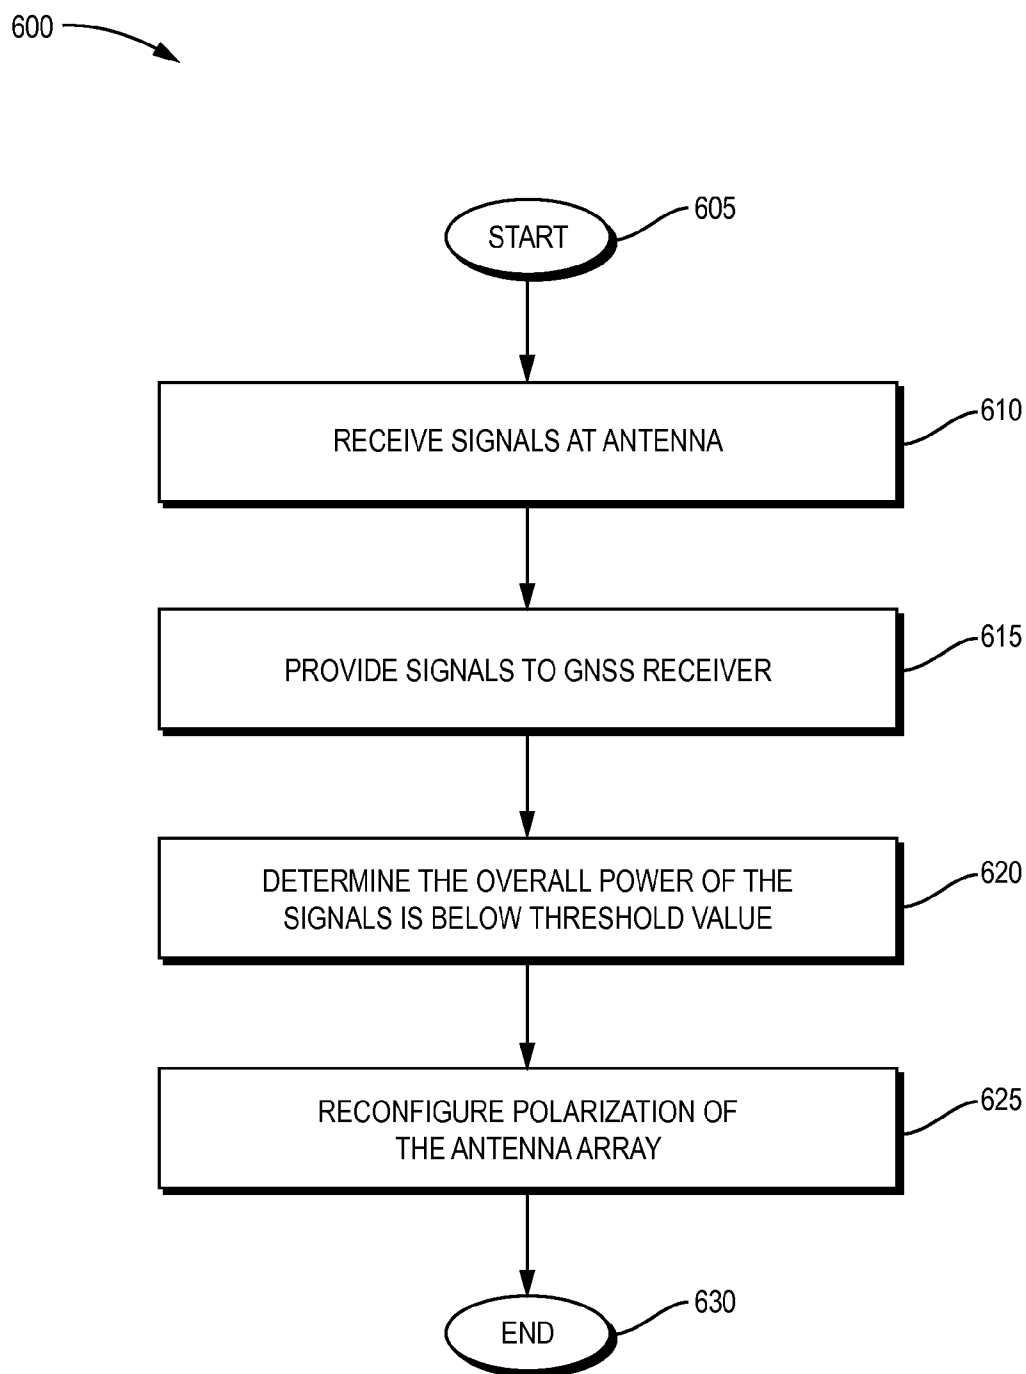 600
START
605
RECEIVE SIGNALS AT ANTENNA
610
PROVIDE SIGNALS TO GNSS RECEIVER
615
DETERMINE THE OVERALL POWER OF THE
SIGNALS IS BELOW THRESHOLD VALUE
620
RECONFIGURE POLARIZATION OF
THE ANTENNA ARRAY
625
END
630